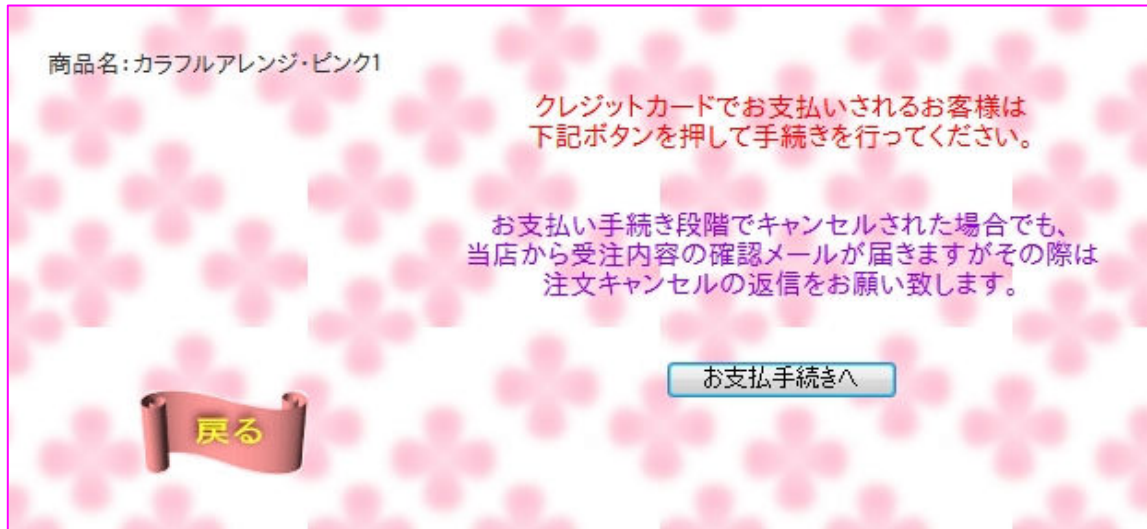 商品名:カラフルアレンジ・ピンク1
クレジットカードでお支払いされるお客様は
下記ボタンを押して手続きを行ってください。
お支払い手続き段階でキャンセルされた場合でも、
当店から受注内容の確認メールが届きますがその際は
注文キャンセルの返信をお願い致します。
お支払手続きへ
戻る